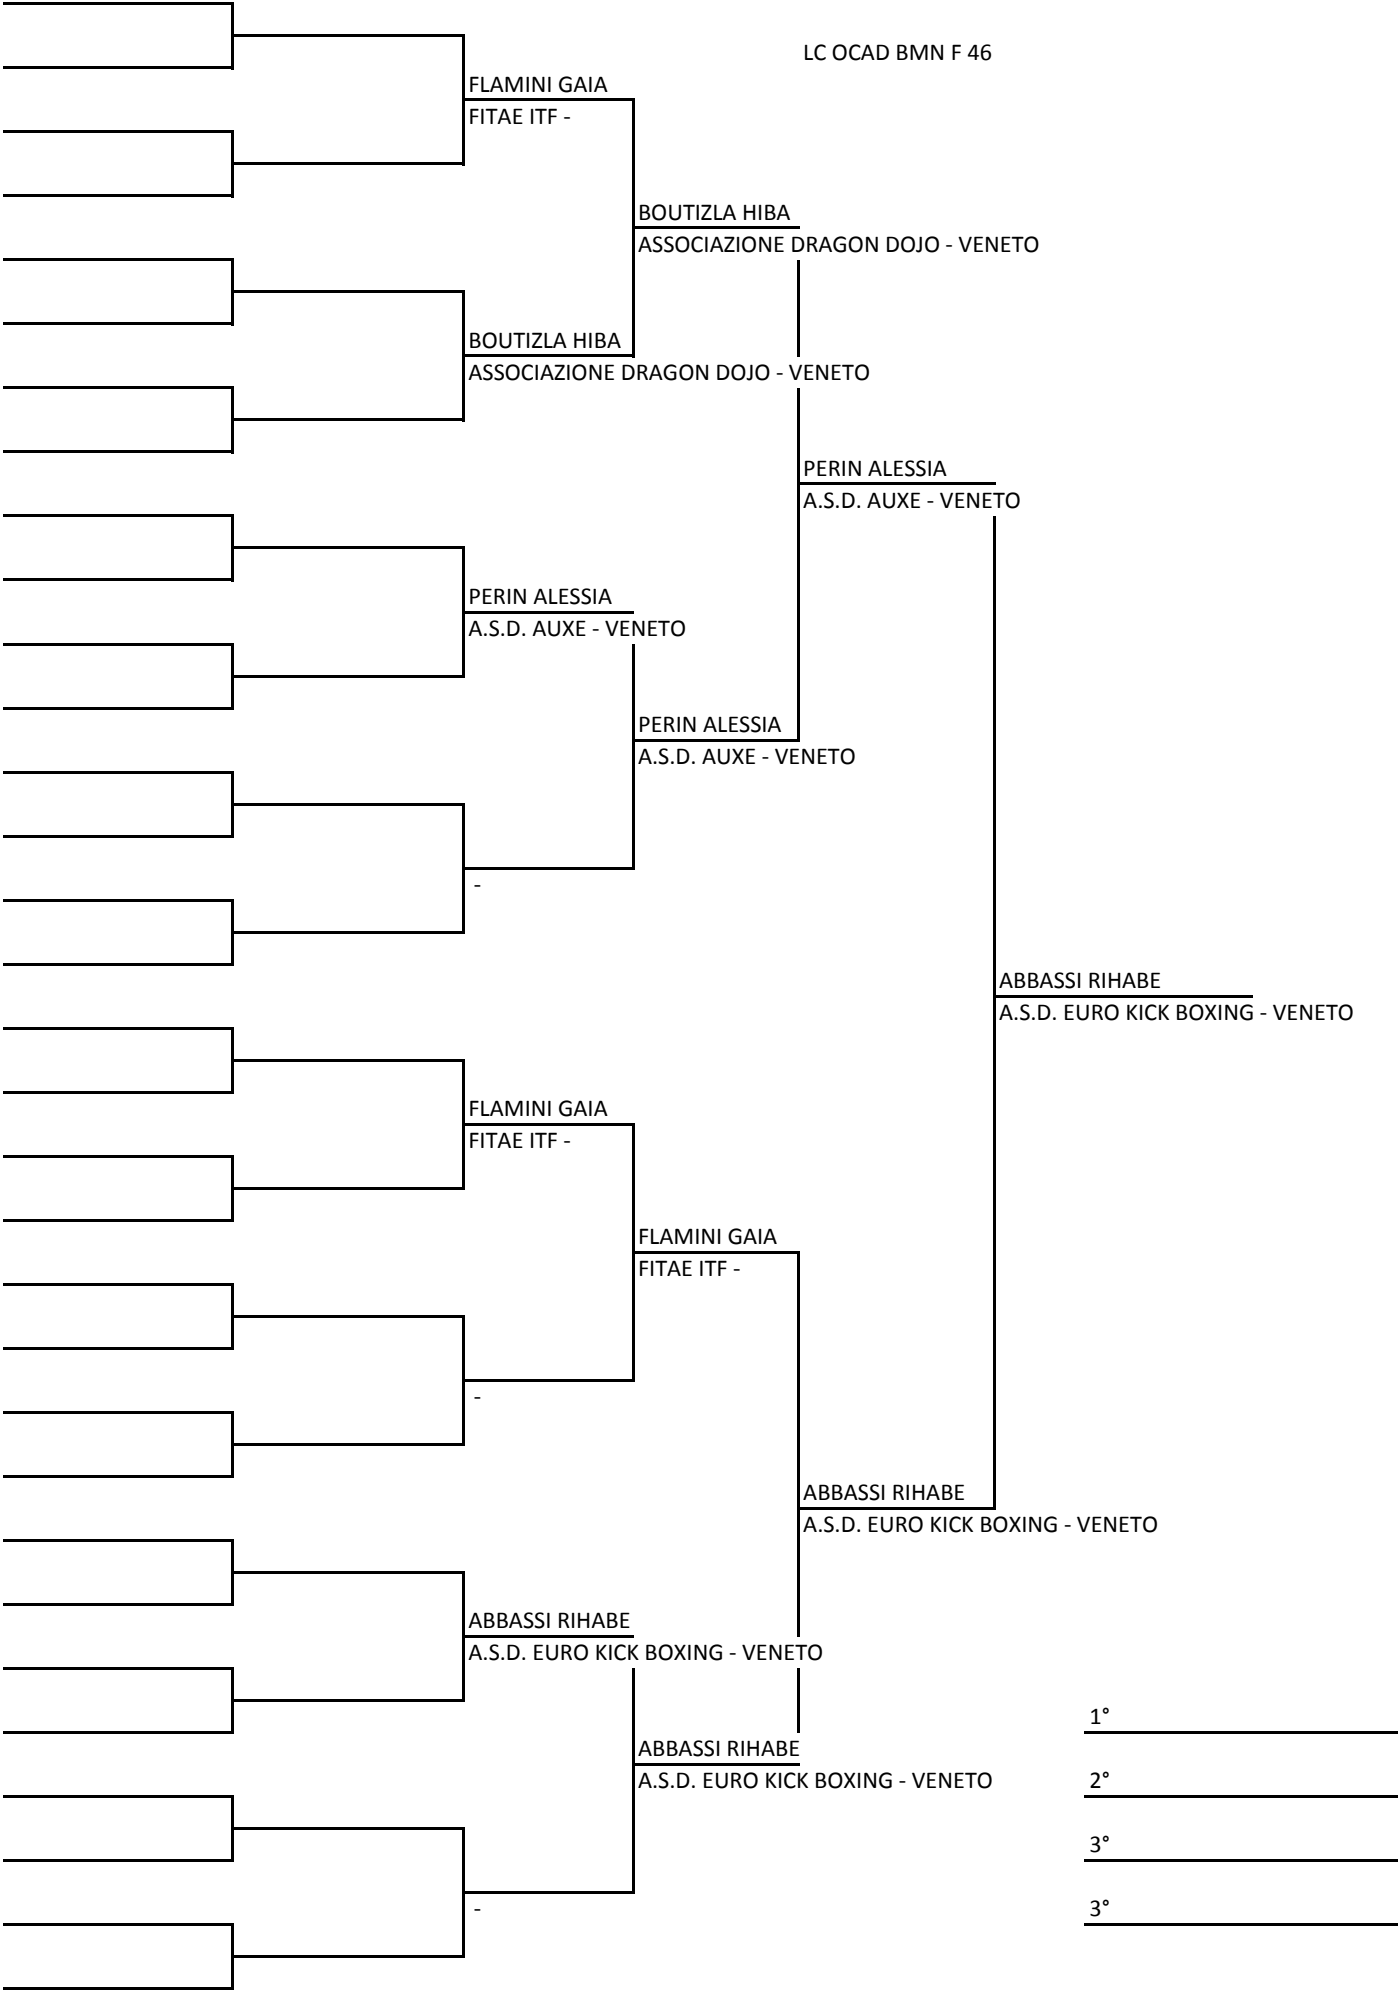 LC OCAD BMN F 46
FLAMINI GAIA
FITAE ITF -
BOUTIZLA HIBA
ASSOCIAZIONE DRAGON DOJO - VENETO
BOUTIZLA HIBA
ASSOCIAZIONE DRAGON DOJO - VENETO
PERIN ALESSIA
A.S.D. AUXE - VENETO
PERIN ALESSIA
A.S.D. AUXE - VENETO
PERIN ALESSIA
A.S.D. AUXE - VENETO
-
ABBASSI RIHABE
A.S.D. EURO KICK BOXING - VENETO
FLAMINI GAIA
FITAE ITF -
FLAMINI GAIA
FITAE ITF -
-
ABBASSI RIHABE
A.S.D. EURO KICK BOXING - VENETO
ABBASSI RIHABE
A.S.D. EURO KICK BOXING - VENETO
1°
ABBASSI RIHABE
A.S.D. EURO KICK BOXING - VENETO
2°
3°
-
3°